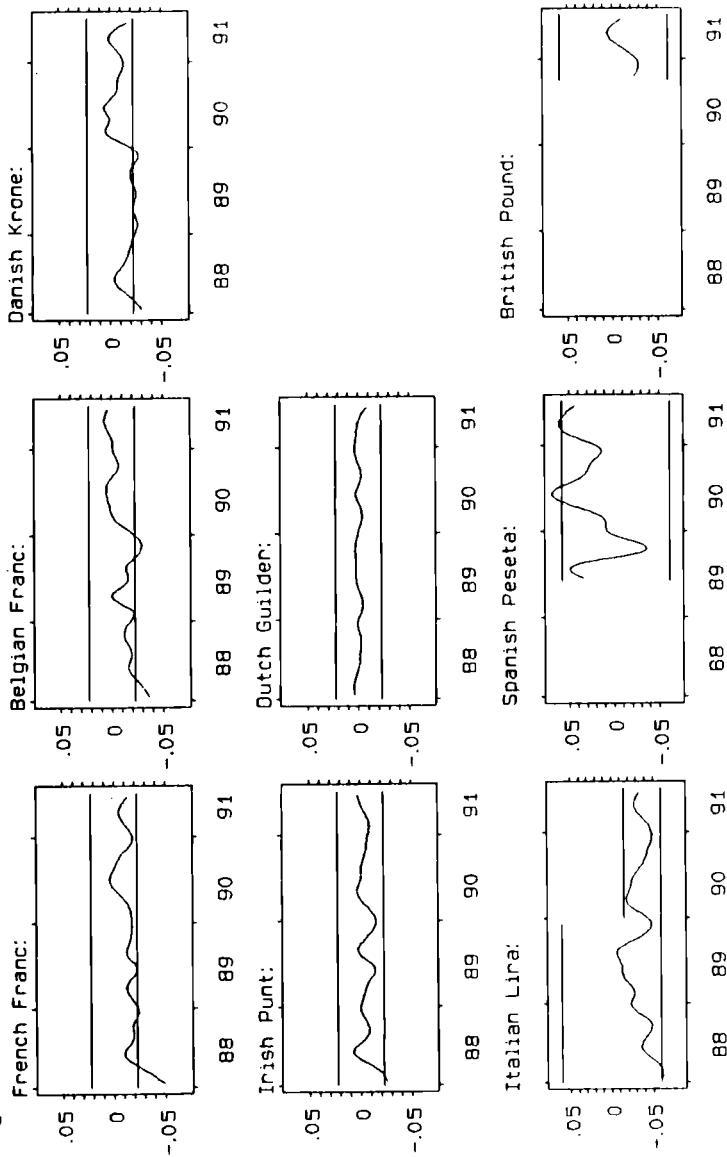 French Franc:
.05
0
-.05
88 89 90 91
Belgian Franc:
.05
0
-.05
88 89 90 91
Danish Krone:
.05
0
-.05
88 89 90 91
Irish Punt:
.05
0
-.05
88 89 90 91
Dutch Guilder:
.05
0
-.05
88 89 90 91
Italian Lira:
.05
0
-.05
88 89 90 91
Spanish Peseta:
.05
0
-.05
88 89 90 91
British Pound:
.05
0
-.05
88 89 90 91